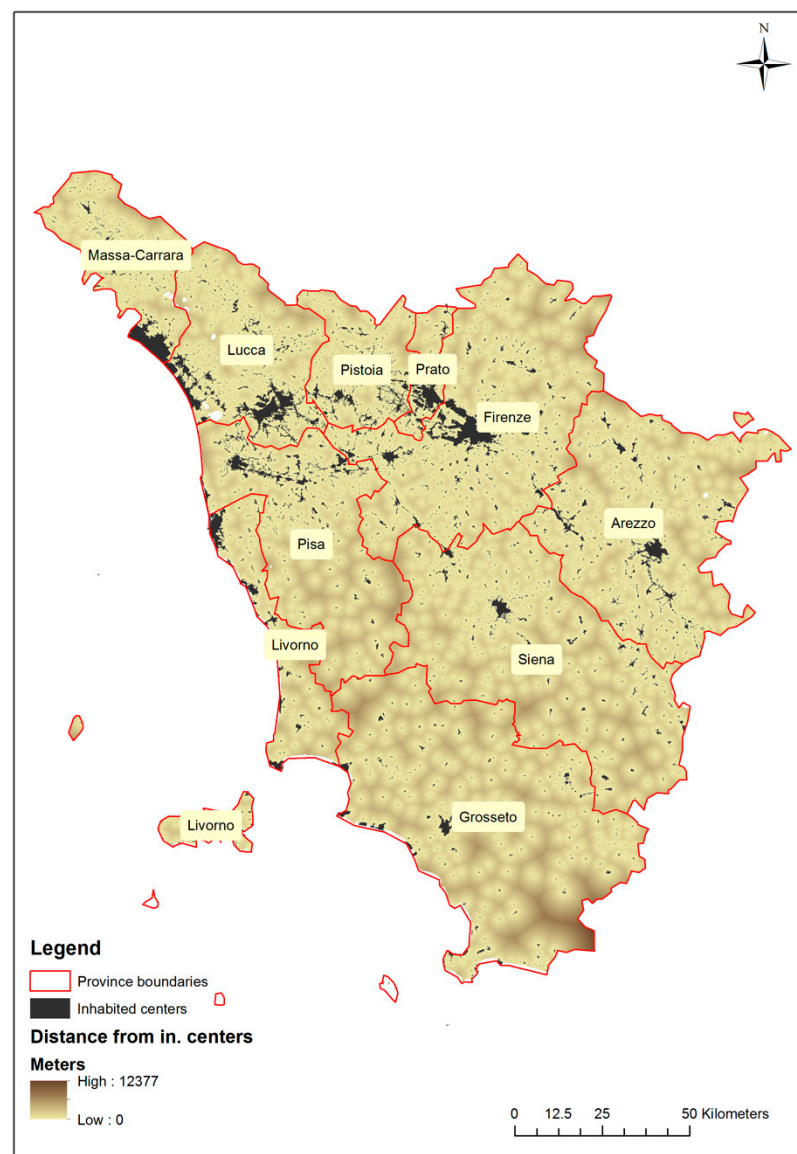 N
Massa-Carrara
Lucca
Pistoia
Prato
Firenze
Arezzo
Pisa
Livorno
Siena
Livorno
Grosseto
Legend
Province boundaries
Inhabited centers
Distance from in. centers
Meters
High : 12377
Low : 0
0 12.5 25 50 Kilometers